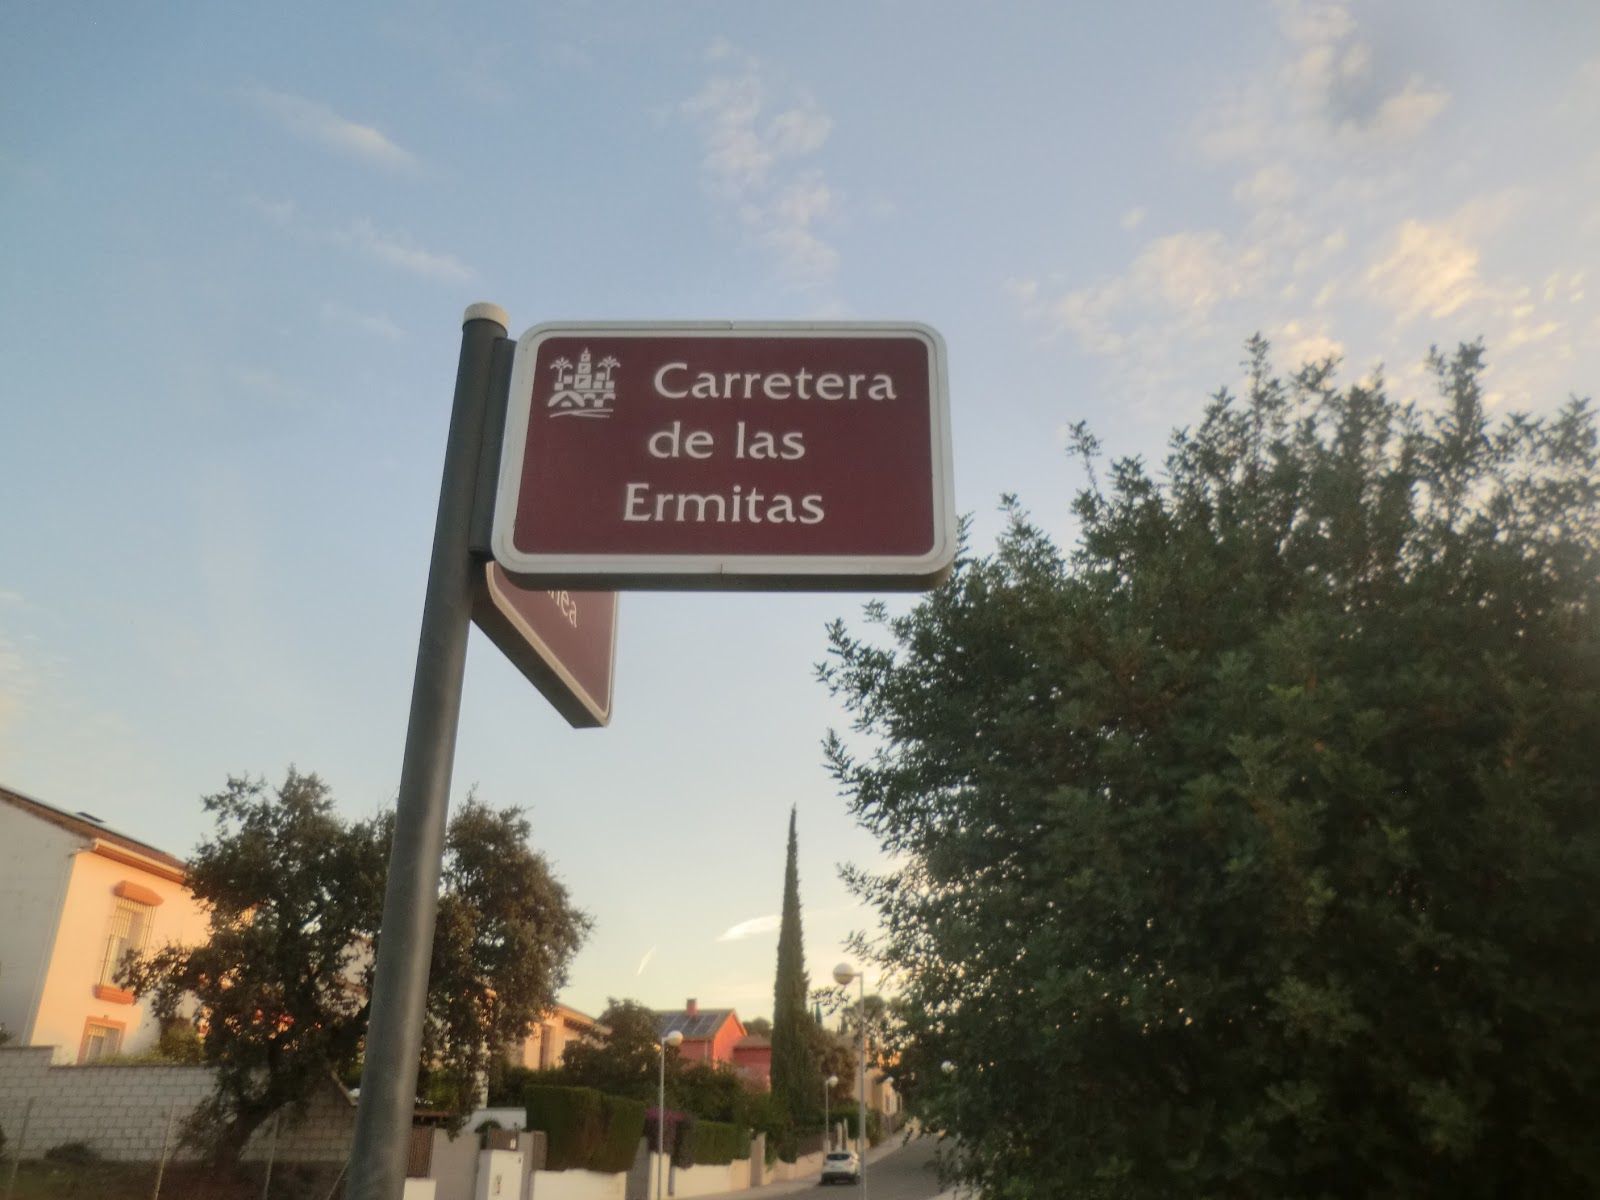 Carretera
de las
Ermitas